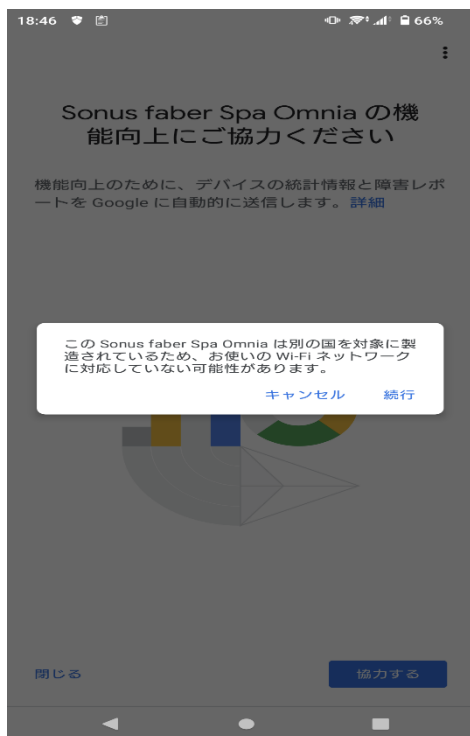 18:46
66%
Sonus faber Spa Omnia の機
能向上にご協力ください
機能向上のために、デバイスの統計情報と障害レポ
ートを Google に自動的に送信します。詳細
この Sonus faber Spa Omnia は別の国を対象に製
造されているため、お使いの Wi-Fi ネットワーク
に対応していない可能性があります。
キャンセル 続行
閉じる 協力する